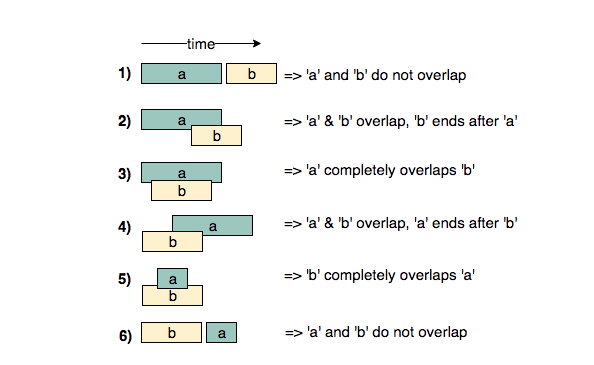 time
1) a b => 'a' and 'b' do not overlap
2) a b => 'a' & 'b' overlap, 'b' ends after 'a'
3) a b => 'a' completely overlaps 'b'
4) a b => 'a' & 'b' overlap, 'a' ends after 'b'
5) a b => 'b' completely overlaps 'a'
6) b a => 'a' and 'b' do not overlap